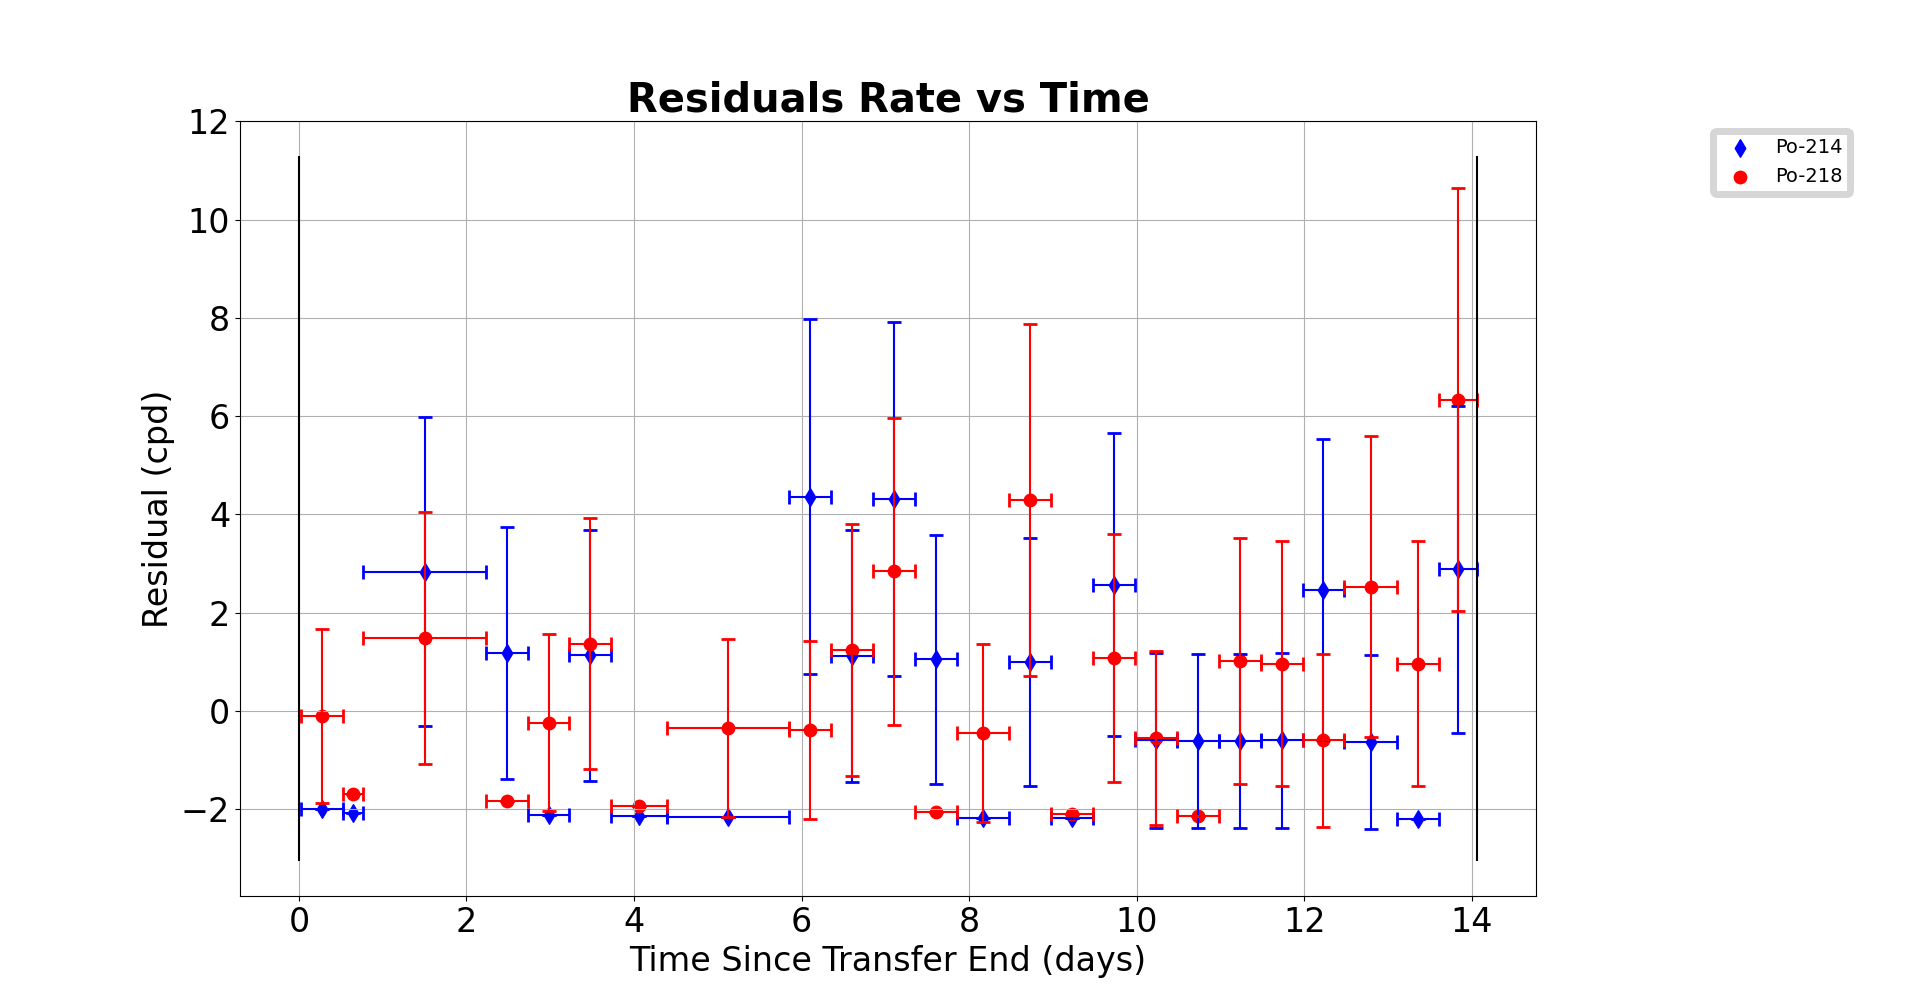 Residuals Rate vs Time
Po-214
Po-218
Residual (cpd)
12
10
8
6
4
2
0
−2
0 2 4 6 8 10 12 14
Time Since Transfer End (days)